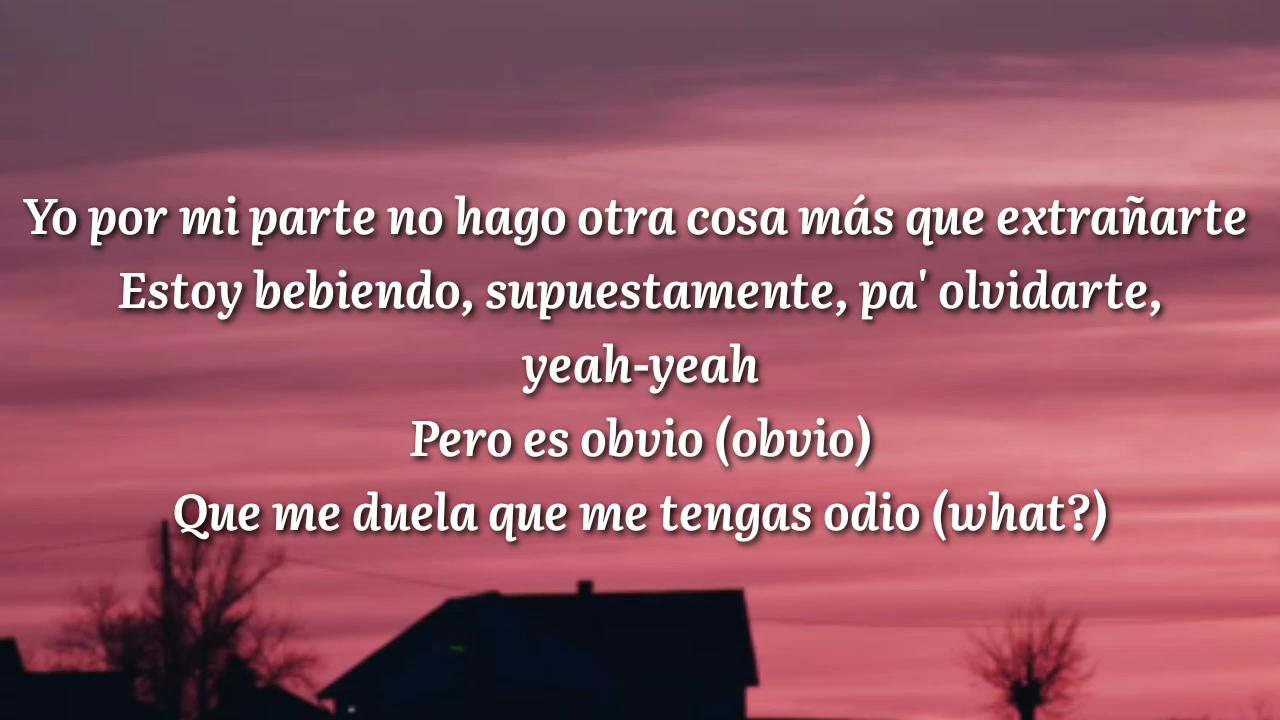 Yo por mi parte no hago otra cosa más que extrañarte
Estoy bebiendo, supuestamente, pa' olvidarte,
yeah-yeah
Pero es obvio (obvio)
Que me duela que me tengas odio (what?)